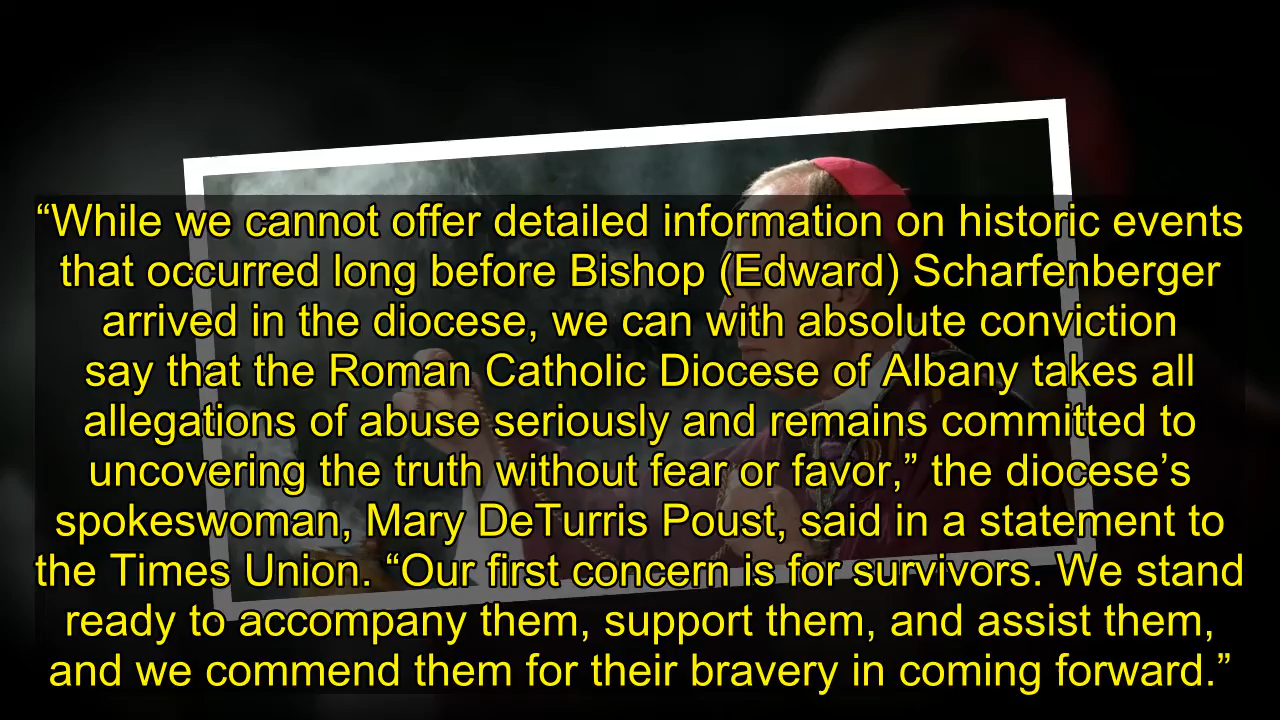 “While we cannot offer detailed information on historic events
that occurred long before Bishop (Edward) Scharfenberger
arrived in the diocese, we can with absolute conviction
say that the Roman Catholic Diocese of Albany takes all
allegations of abuse seriously and remains committed to
uncovering the truth without fear or favor,” the diocese’s
spokeswoman, Mary DeTurris Poust, said in a statement to
the Times Union. “Our first concern is for survivors. We stand
ready to accompany them, support them, and assist them,
and we commend them for their bravery in coming forward.”